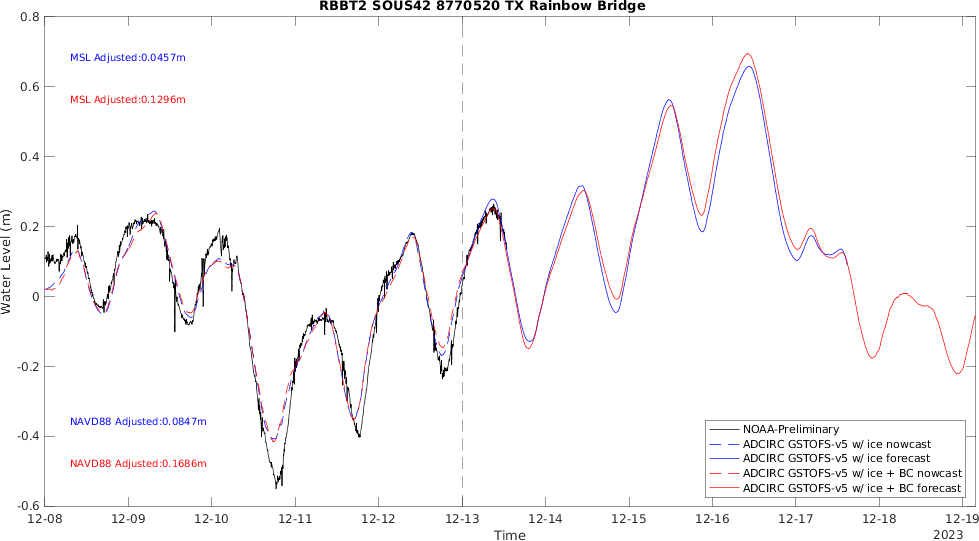 RBBT2 SOUS42 8770520 TX Rainbow Bridge
0.8
0.6
0.4
0.2
0
-0.2
-0.4
-0.6
Water Level (m)
MSL Adjusted:0.0457m
MSL Adjusted:0.1296m
NAVD88 Adjusted:0.0847m
NAVD88 Adjusted:0.1686m
NOAA-Preliminary
ADCIRC GSTOFS-v5 w/ ice nowcast
ADCIRC GSTOFS-v5 w/ ice forecast
ADCIRC GSTOFS-v5 w/ ice + BC nowcast
ADCIRC GSTOFS-v5 w/ ice + BC forecast
12-08 12-09 12-10 12-11 12-12 12-13 12-14 12-15 12-16 12-17 12-18 12-19
Time
2023